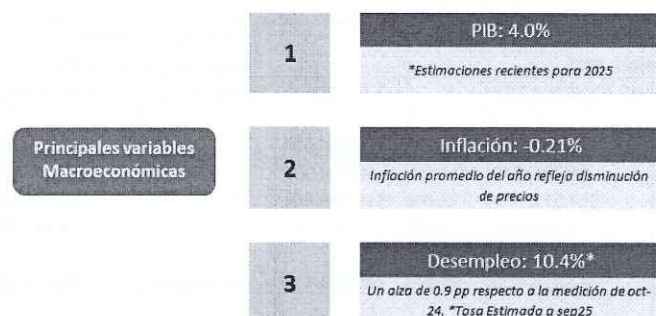 1
PIB: 4.0%
*Estimaciones recientes para 2025
Principales variables
Macroeconómicas
2
Inflación: -0.21%
Inflación promedio del año refleja disminución
de precios
3
Desempleo: 10.4%*
Un alza de 0.9 pp respecto a la medición de oct-
24. *Tasa Estimada a sep25